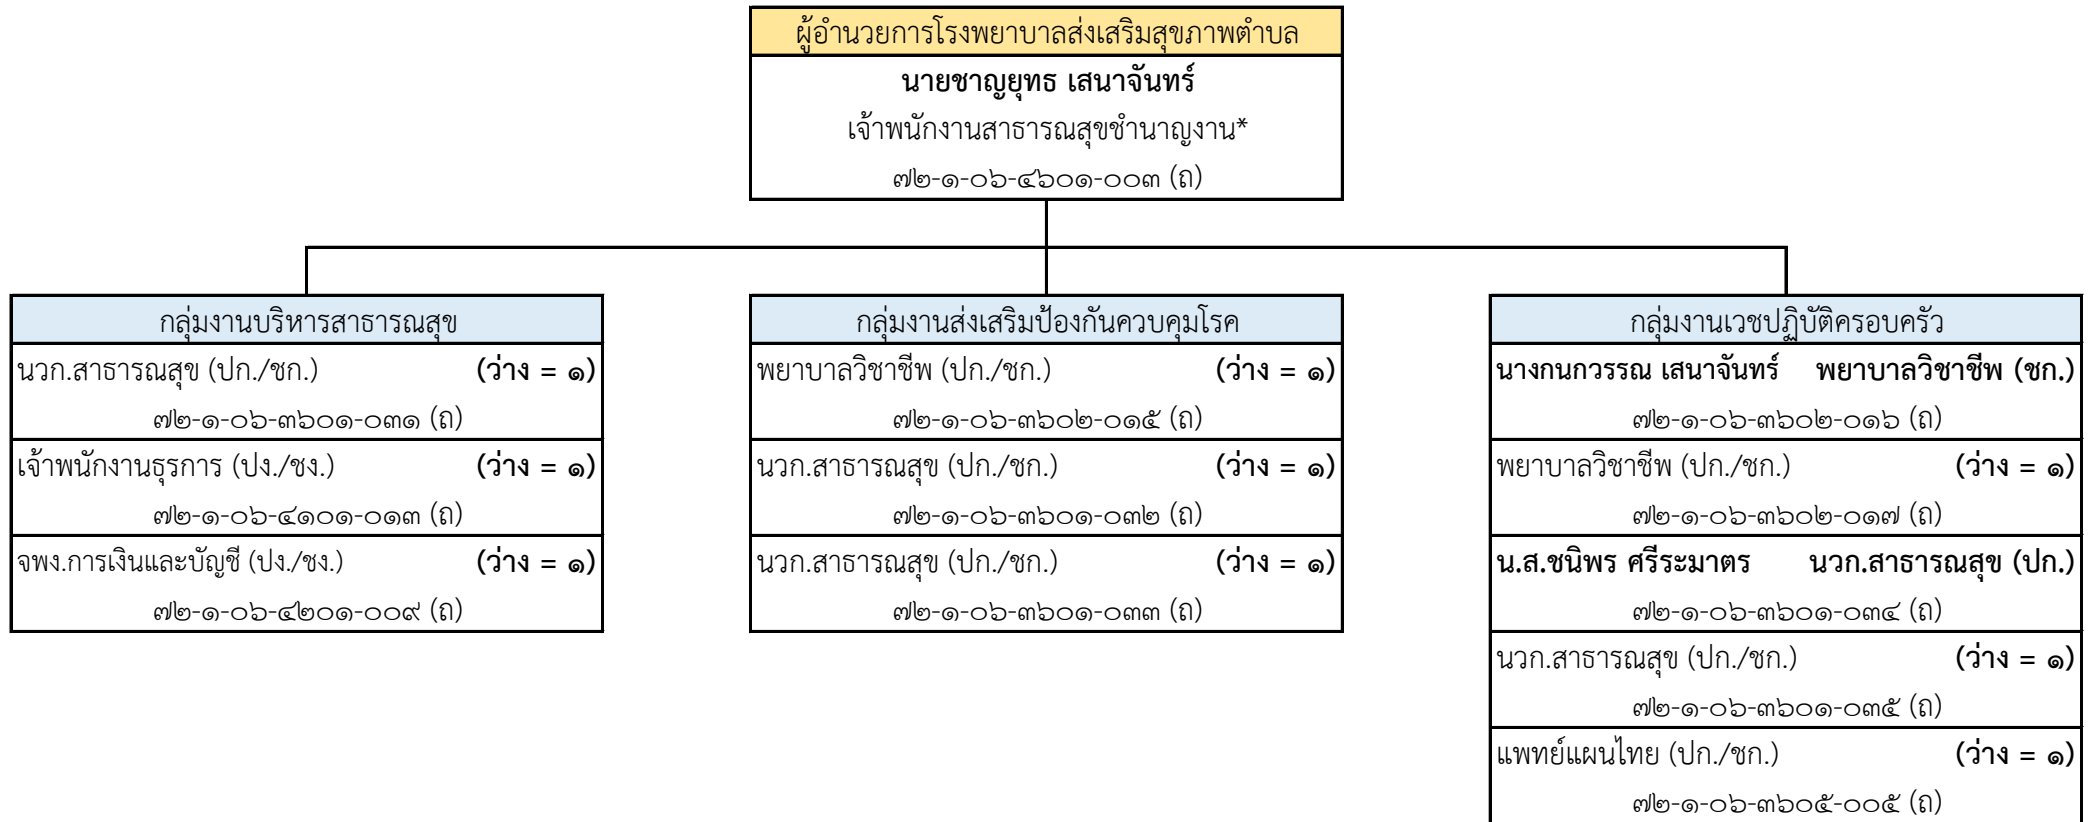 ผู้อำนวยการโรงพยาบาลส่งเสริมสุขภาพตำบล
นายชาญยุทธ เสนาจันทร์
เจ้าพนักงานสาธารณสุขชำนาญงาน*
๗๒-๑-๐๖-๔๖๐๑-๐๐๓ (ถ)
กลุ่มงานบริหารสาธารณสุข
นวก.สาธารณสุข (ปก./ชก.) (ว่าง = ๑)
๗๒-๑-๐๖-๓๖๐๑-๐๓๑ (ถ)
เจ้าพนักงานธุรการ (ปง./ชง.) (ว่าง = ๑)
๗๒-๑-๐๖-๔๑๐๑-๐๑๓ (ถ)
จพง.การเงินและบัญชี (ปง./ชง.) (ว่าง = ๑)
๗๒-๑-๐๖-๔๒๐๑-๐๐๙ (ถ)
กลุ่มงานส่งเสริมป้องกันควบคุมโรค
พยาบาลวิชาชีพ (ปก./ชก.) (ว่าง = ๑)
๗๒-๑-๐๖-๓๖๐๒-๐๑๕ (ถ)
นวก.สาธารณสุข (ปก./ชก.) (ว่าง = ๑)
๗๒-๑-๐๖-๓๖๐๑-๐๓๒ (ถ)
นวก.สาธารณสุข (ปก./ชก.) (ว่าง = ๑)
๗๒-๑-๐๖-๓๖๐๑-๐๓๓ (ถ)
กลุ่มงานเวชปฏิบัติครอบครัว
นางกนกวรรณ เสนาจันทร์ พยาบาลวิชาชีพ (ชก.)
๗๒-๑-๐๖-๓๖๐๒-๐๑๖ (ถ)
พยาบาลวิชาชีพ (ปก./ชก.) (ว่าง = ๑)
๗๒-๑-๐๖-๓๖๐๒-๐๑๗ (ถ)
น.ส.ชนิพร ศรีระมาตร นวก.สาธารณสุข (ปก.)
๗๒-๑-๐๖-๓๖๐๑-๐๓๔ (ถ)
นวก.สาธารณสุข (ปก./ชก.) (ว่าง = ๑)
๗๒-๑-๐๖-๓๖๐๑-๐๓๕ (ถ)
แพทย์แผนไทย (ปก./ชก.) (ว่าง = ๑)
๗๒-๑-๐๖-๓๖๐๕-๐๐๕ (ถ)